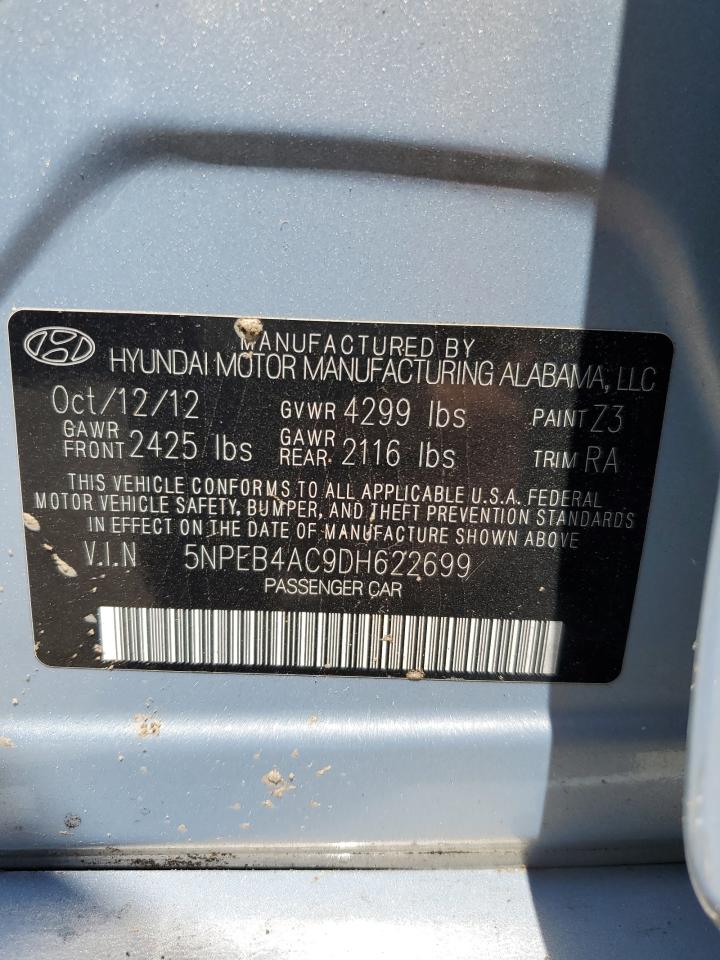 MANUFACTURED BY
HYUNDAI MOTOR MANUFACTURING ALABAMA, LLC
Oct/12/12 GVWR 4299 lbs PAINT Z3
GAWR FRONT 2425 lbs GAWR REAR 2116 lbs TRIM RA
THIS VEHICLE CONFORMS TO ALL APPLICABLE U.S.A. FEDERAL
MOTOR VEHICLE SAFETY, BUMPER, AND THEFT PREVENTION STANDARDS
IN EFFECT ON THE DATE OF MANUFACTURE SHOWN ABOVE
V.I.N 5NPEB4AC9DH622699
PASSENGER CAR